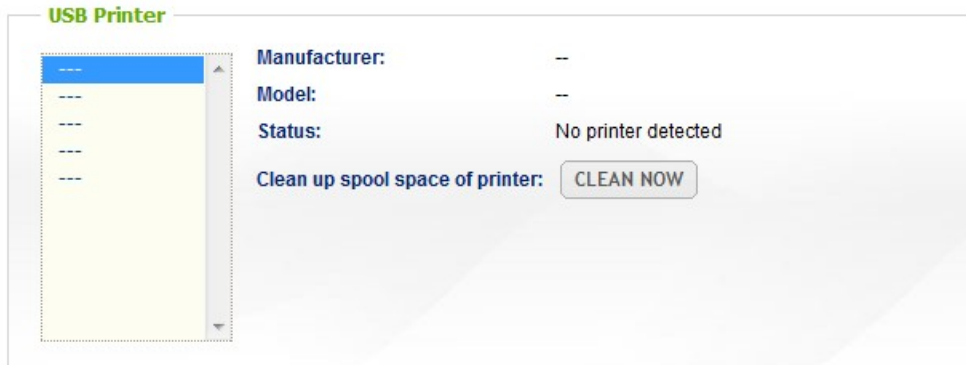 USB Printer
---
---
---
---
---
Manufacturer: --
Model: --
Status: No printer detected
Clean up spool space of printer: CLEAN NOW